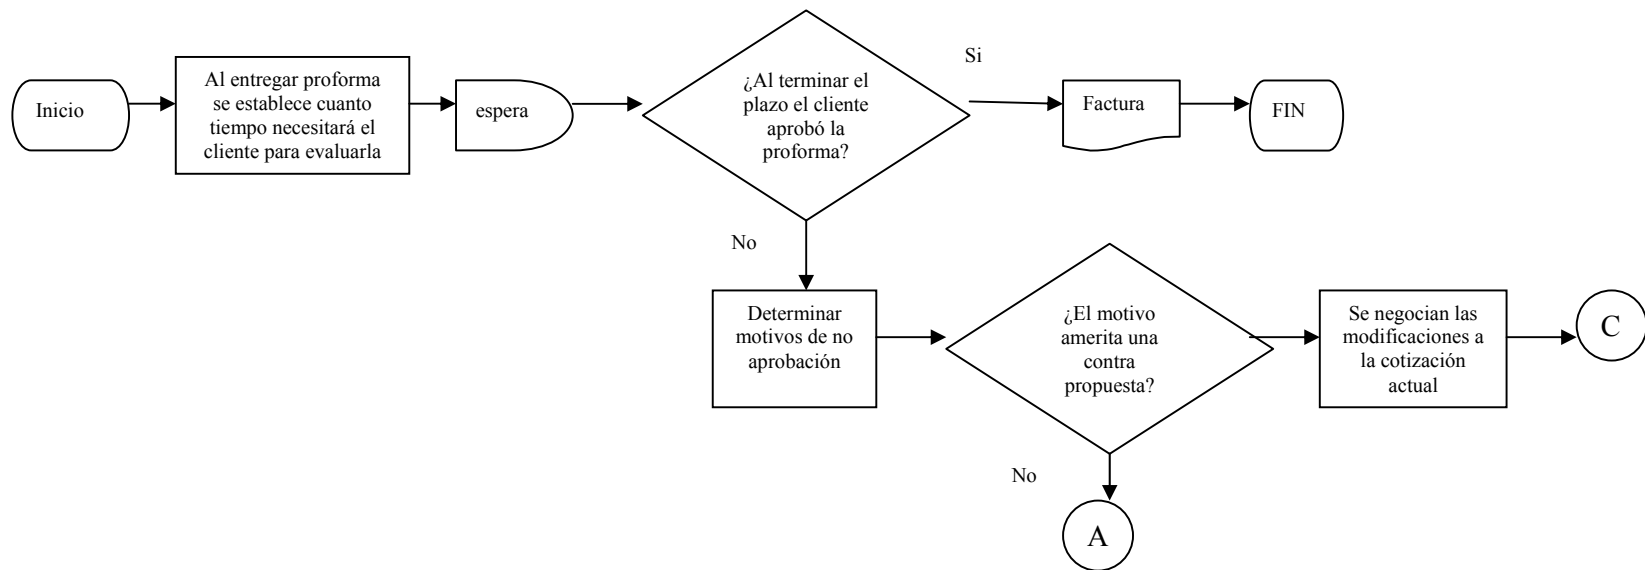 Inicio
Al entregar proforma
se establece cuanto
tiempo necesitará el
cliente para evaluarla
espera
¿Al terminar el
plazo el cliente
aprobó la
proforma?
Si
Factura
FIN
No
Determinar
motivos de no
aprobación
¿El motivo
amerita una
contra
propuesta?
Se negocian las
modificaciones a
la cotización
actual
C
No
A